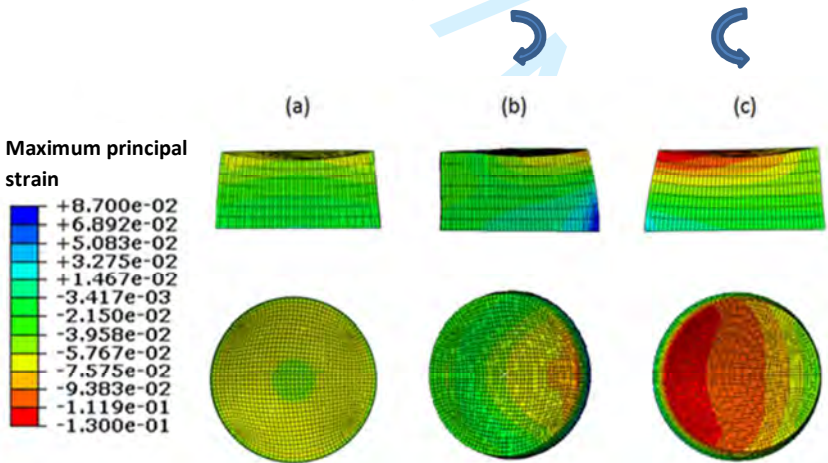 (a) (b) (c)
Maximum principal
strain
+8.700e-02
+6.892e-02
+5.083e-02
+3.275e-02
+1.467e-02
-3.417e-03
-2.150e-02
-3.958e-02
-5.767e-02
-7.575e-02
-9.383e-02
-1.119e-01
-1.300e-01